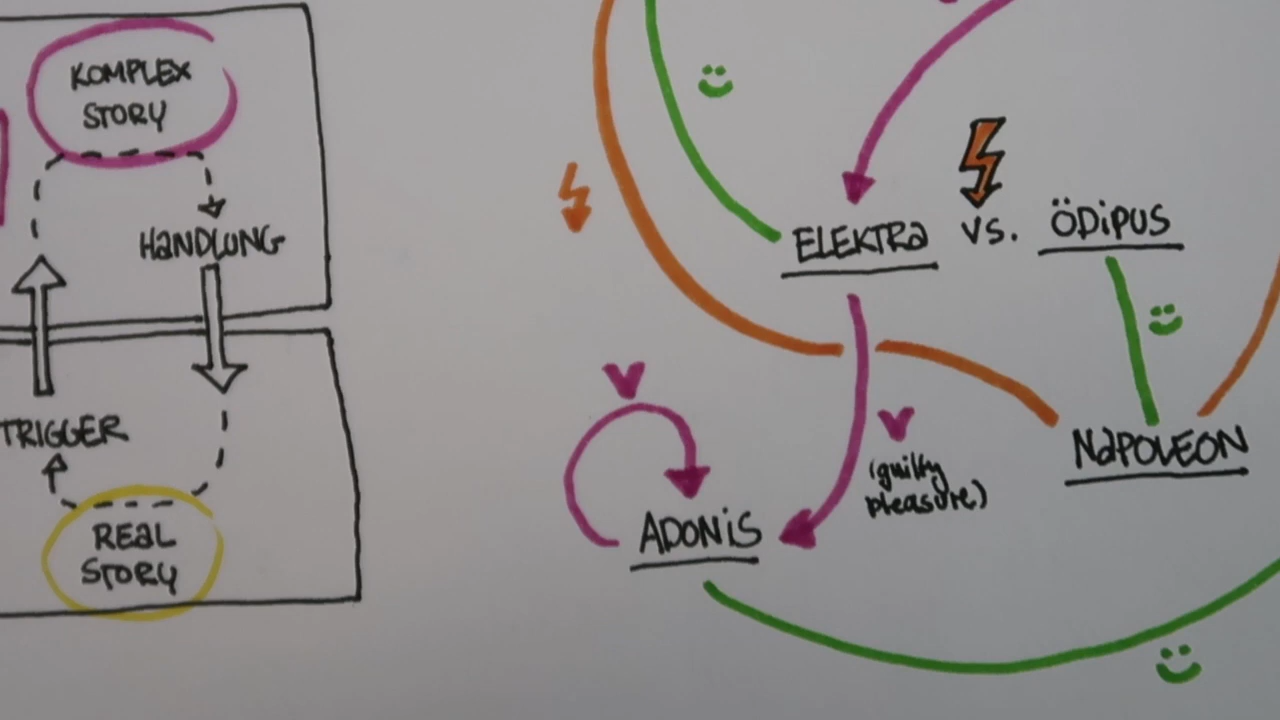 KOMPLEX
STORY
HANDLUNG
TRIGGER
REAL
STORY
ELEKTRA vs. ÖDIPUS
NAPOLEON
(guilty
pleasure)
ADONIS